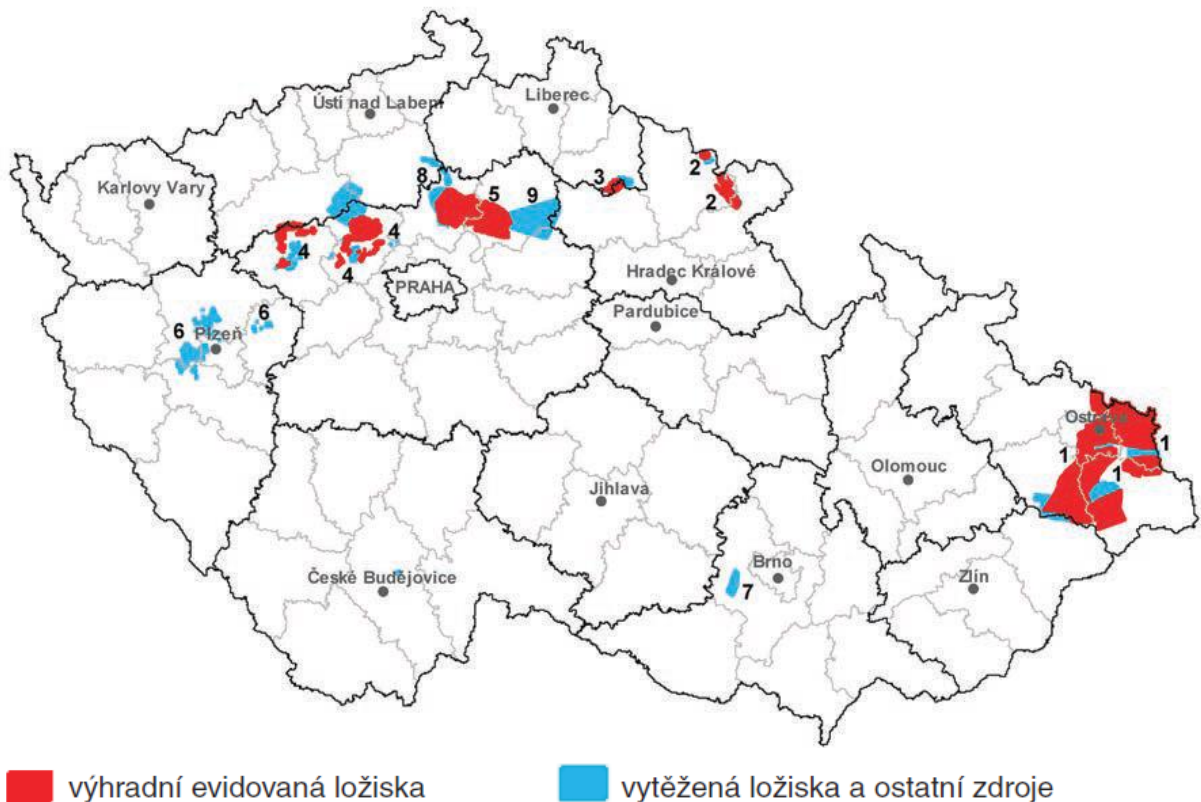 Ústí nad Labem
Liberec
Karlovy Vary
8
5
9
3
2
2
4
4
4
Hradec Králové
PRAHA
Pardubice
6
6
Plzeň
Ostrava
1
1
1
Olomouc
Jihlava
Brno
7
Zlín
České Budějovice
výhradní evidovaná ložiska
vytěžená ložiska a ostatní zdroje